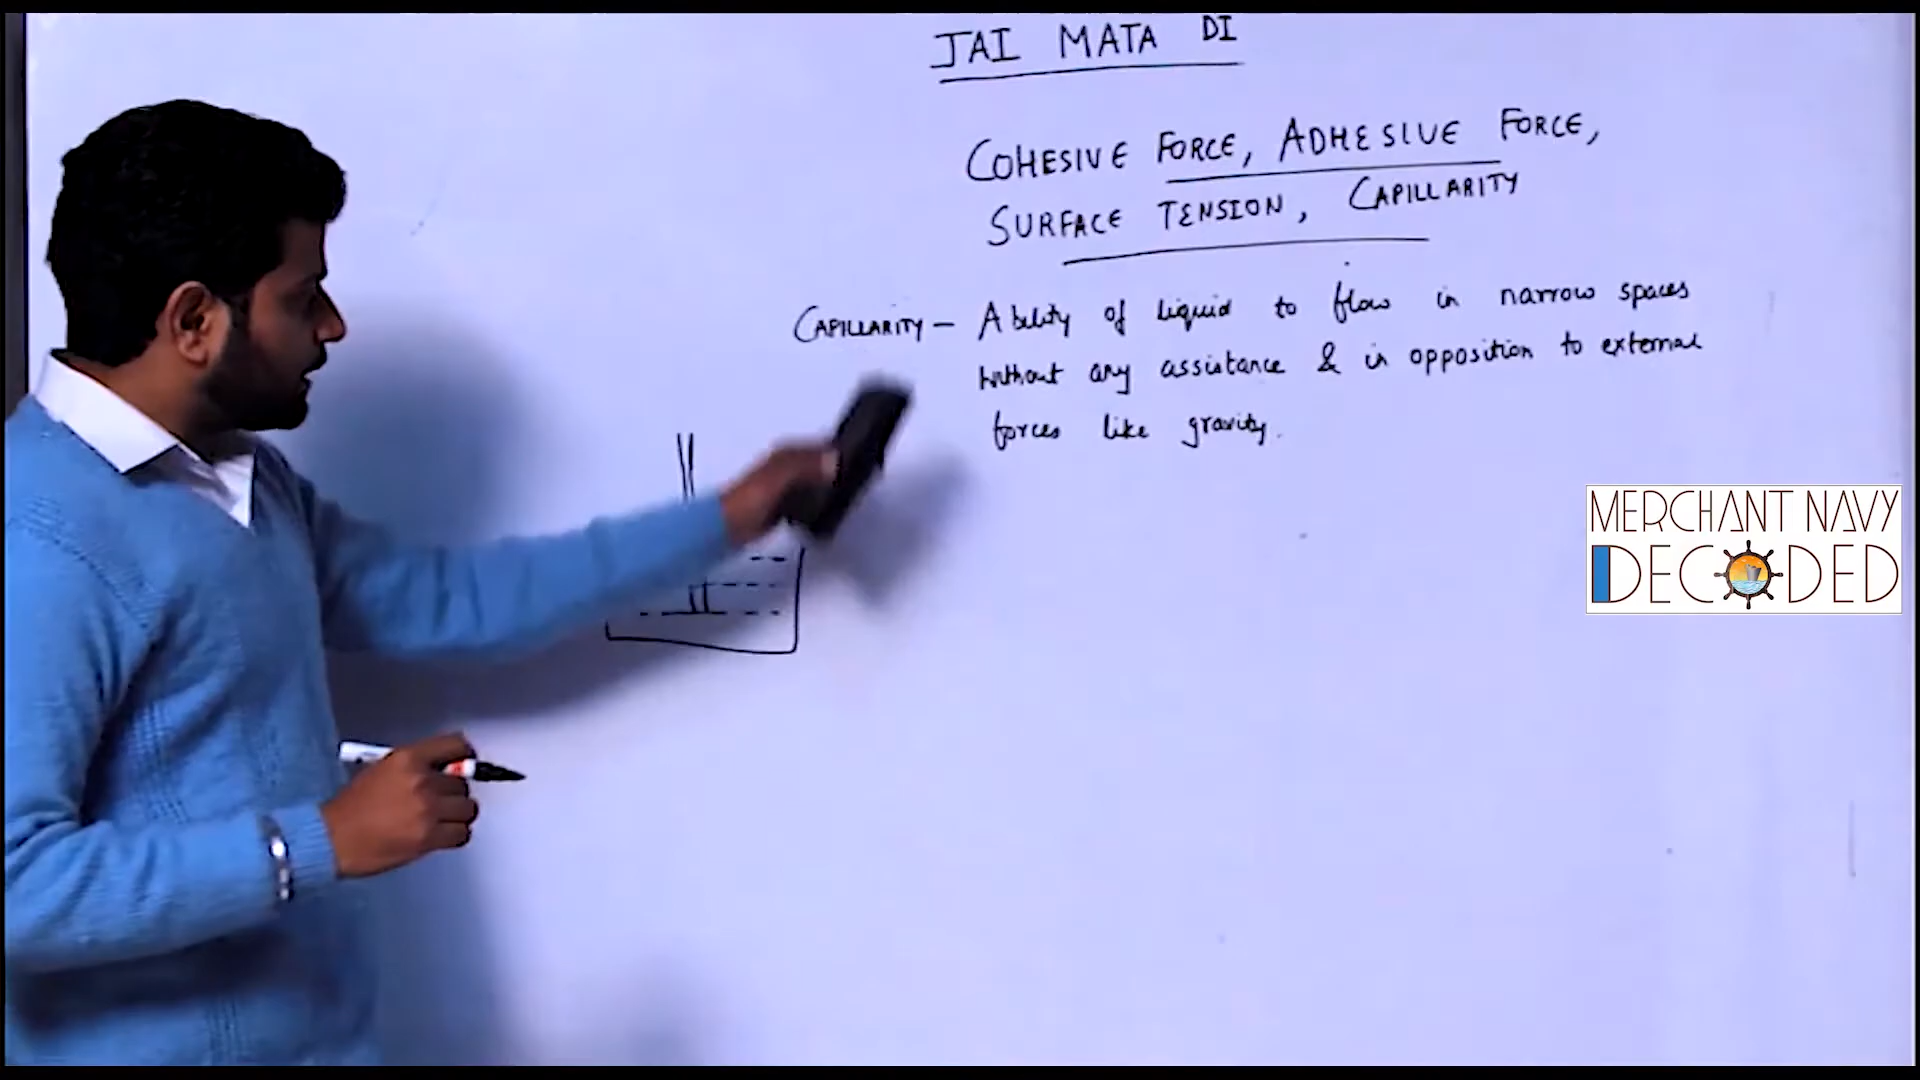 JAI MATA DI
COHESIVE FORCE, ADHESIVE FORCE,
SURFACE TENSION, CAPILLARITY
CAPILLARITY – Ability of liquid to flow in narrow spaces
without any assistance & in opposition to external
forces like gravity.
MERCHANT NAVY
DECODED